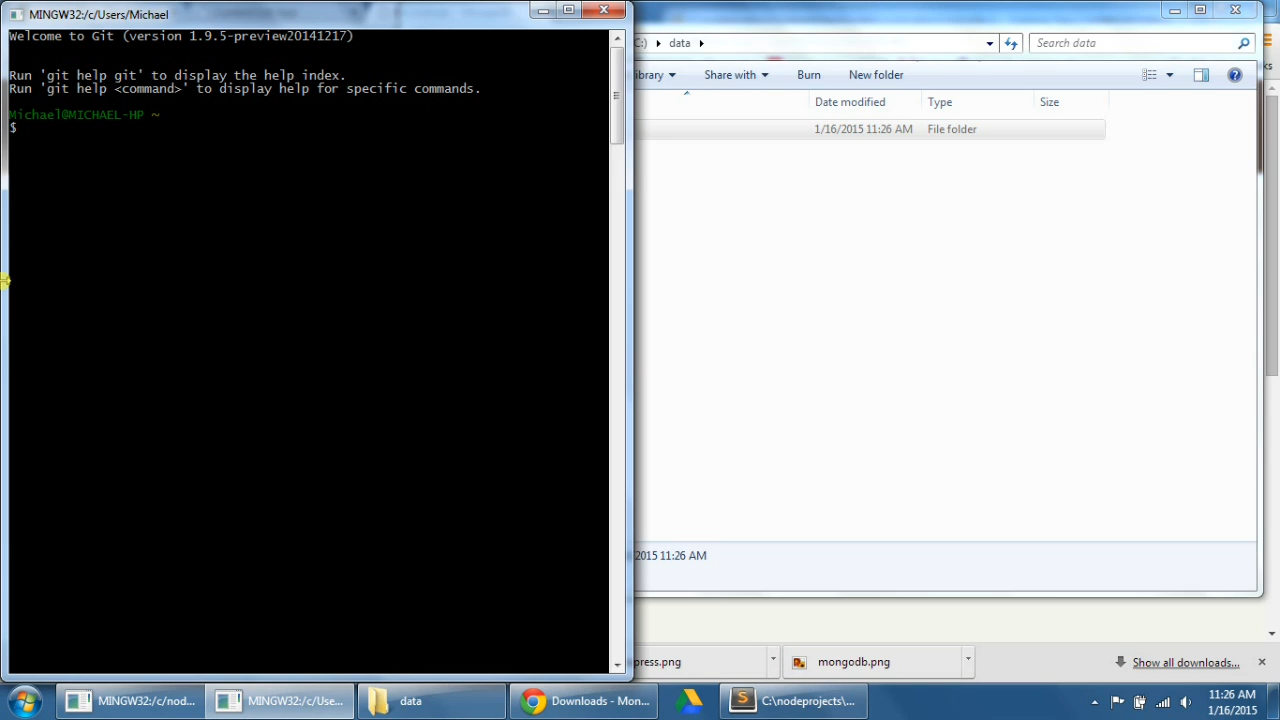 MINGW32:/c/Users/Michael
Welcome to Git (version 1.9.5-preview20141217)
Run 'git help git' to display the help index.
Run 'git help <command>' to display help for specific commands.
Michael@MICHAEL-HP ~
$
C:) data
Search data
ibrary Share with Burn New folder
Date modified Type Size
1/16/2015 11:26 AM File folder
2015 11:26 AM
press.png mongodb.png Show all downloads...
MINGW32:/c/nod... MINGW32:/c/Use... data Downloads - Mon... C:\nodeprojects\...
11:26 AM
1/16/2015